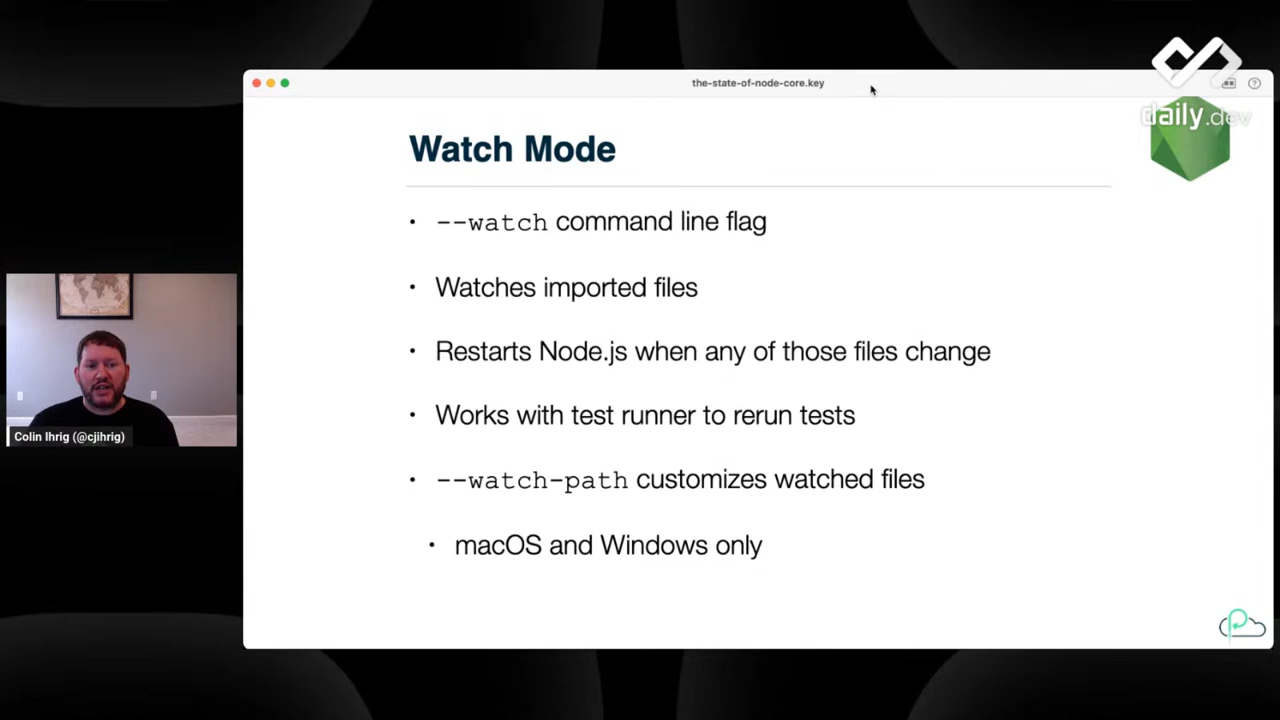 the-state-of-node-core.key
daily.dev
Watch Mode
• --watch command line flag
• Watches imported files
• Restarts Node.js when any of those files change
• Works with test runner to rerun tests
• --watch-path customizes watched files
• macOS and Windows only
Colin Ihrig (@cjihrig)